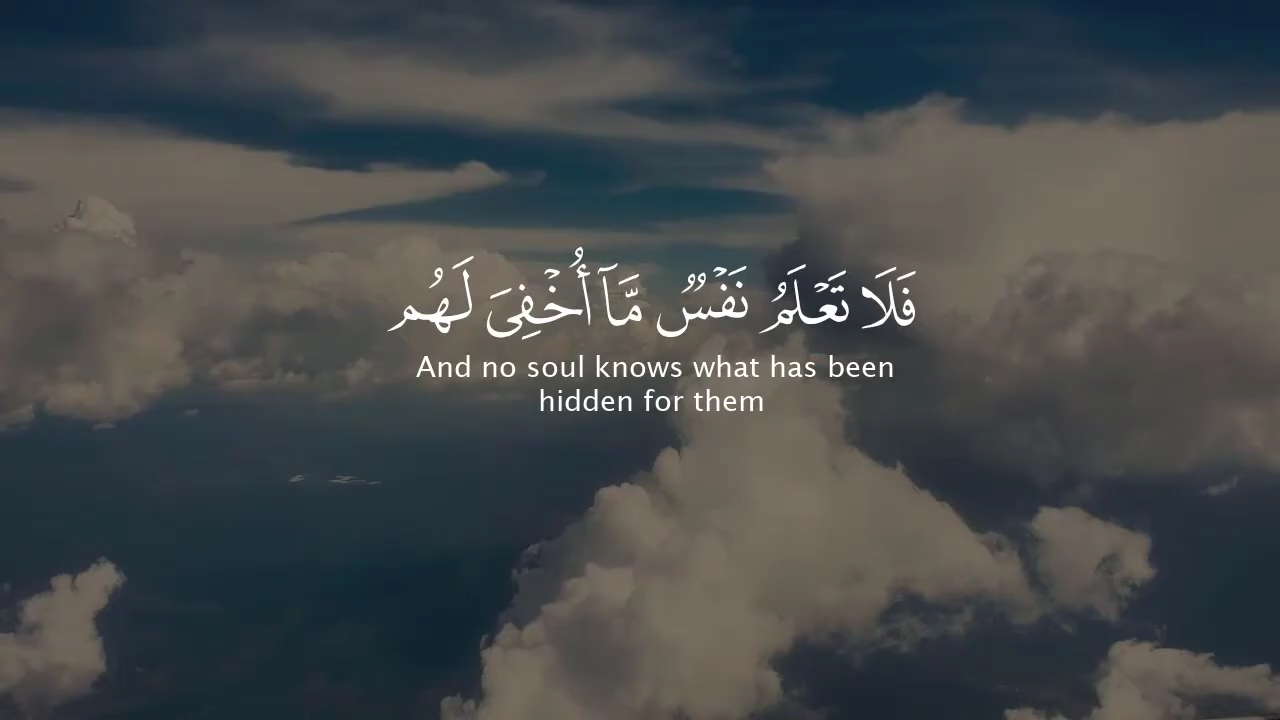 فَلَا تَعْلَمُ نَفْسٌ مَّآ أُخْفِىَ لَهُم
And no soul knows what has been
hidden for them